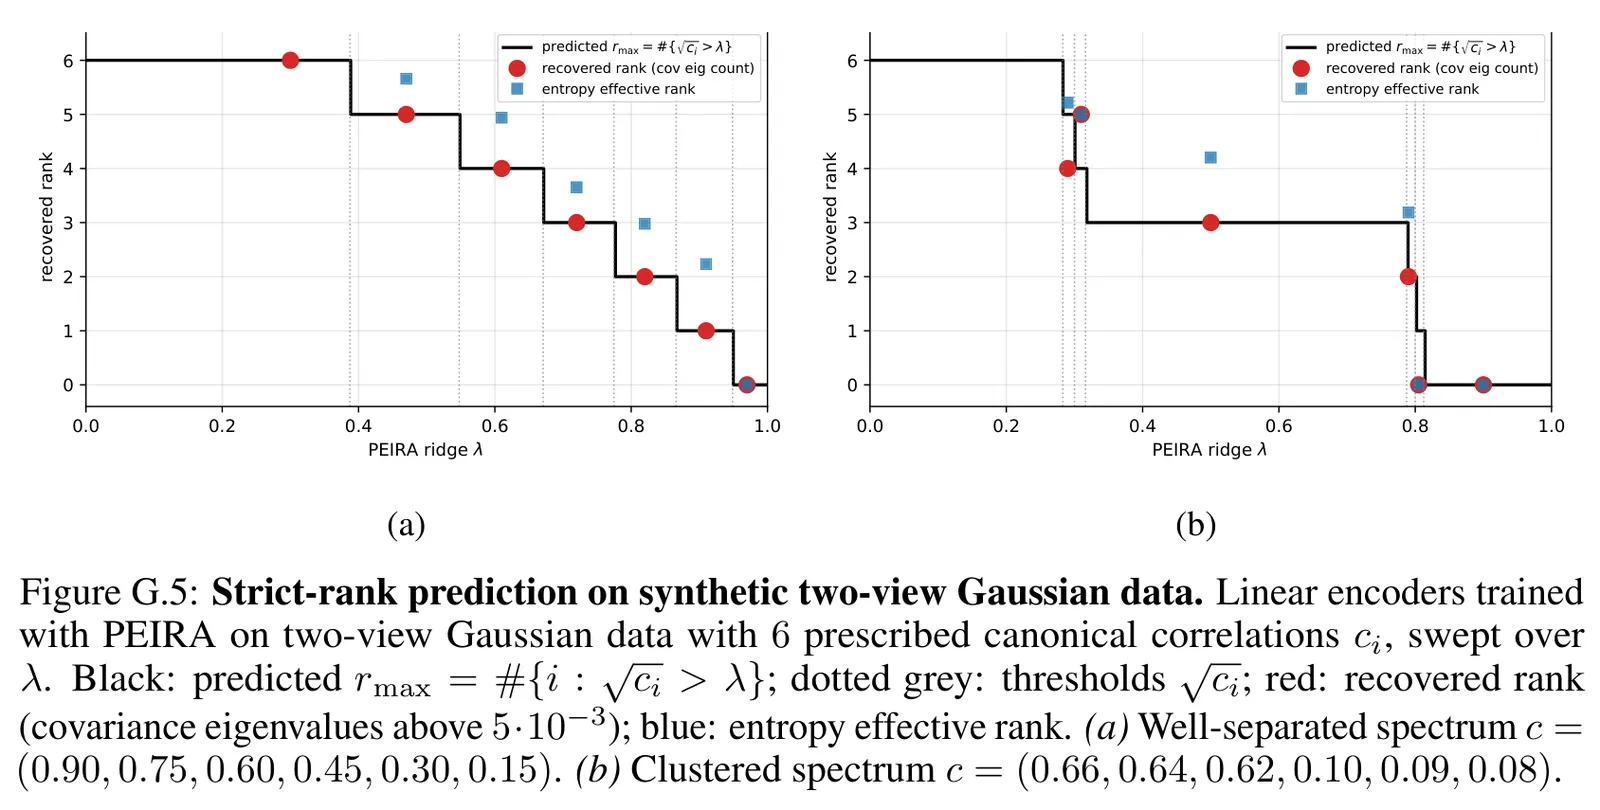 predicted r_max = #{√c_i > λ}
recovered rank (cov eig count)
entropy effective rank
6
5
4
3
2
1
0
recovered rank
0.0 0.2 0.4 0.6 0.8 1.0
PEIRA ridge λ
(a)
predicted r_max = #{√c_i > λ}
recovered rank (cov eig count)
entropy effective rank
6
5
4
3
2
1
0
recovered rank
0.0 0.2 0.4 0.6 0.8 1.0
PEIRA ridge λ
(b)
Figure G.5: Strict-rank prediction on synthetic two-view Gaussian data. Linear encoders trained
with PEIRA on two-view Gaussian data with 6 prescribed canonical correlations c_i, swept over
λ. Black: predicted r_max = #{i : √c_i > λ}; dotted grey: thresholds √c_i; red: recovered rank
(covariance eigenvalues above 5·10⁻³); blue: entropy effective rank. (a) Well-separated spectrum c =
(0.90, 0.75, 0.60, 0.45, 0.30, 0.15). (b) Clustered spectrum c = (0.66, 0.64, 0.62, 0.10, 0.09, 0.08).